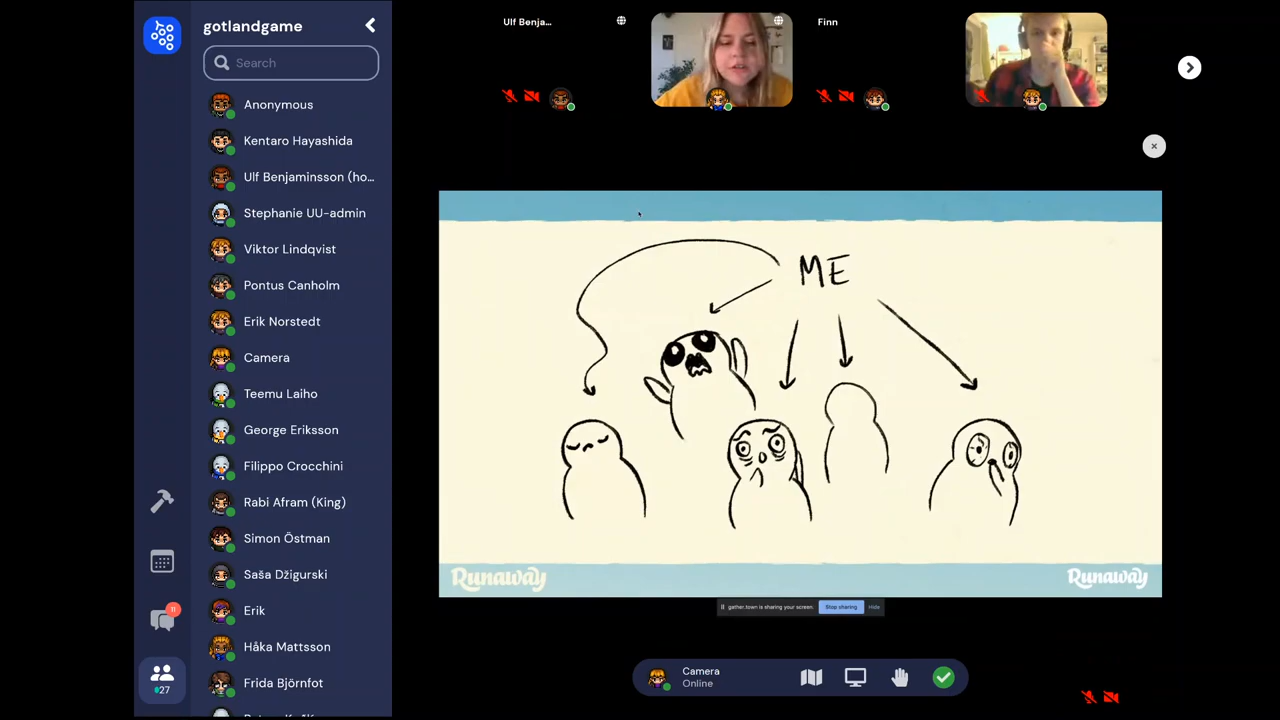 gotlandgame
Search
Anonymous
Kentaro Hayashida
Ulf Benjaminsson (ho...
Stephanie UU-admin
Viktor Lindqvist
Pontus Canholm
Erik Norstedt
Camera
Teemu Laiho
George Eriksson
Filippo Crocchini
Rabi Afram (King)
Simon Östman
Saša Džigurski
Erik
Håka Mattsson
Frida Björnfot
11
27
Ulf Benja...
Finn
ME
Runaway
Runaway
gather.town is sharing your screen.
Stop sharing
Hide
Camera
Online